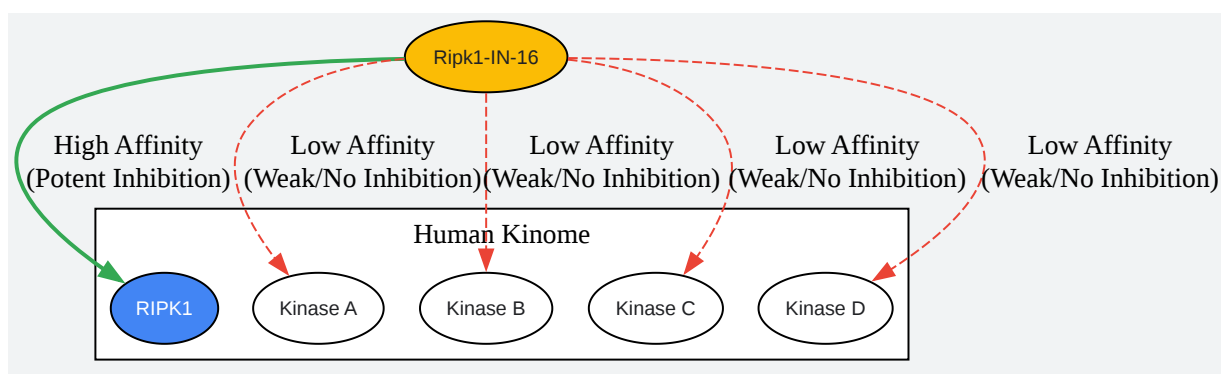 Ripk1-IN-16
High Affinity
(Potent Inhibition)
Low Affinity
(Weak/No Inhibition)
Low Affinity
(Weak/No Inhibition)
Low Affinity
(Weak/No Inhibition)
Low Affinity
(Weak/No Inhibition)
Human Kinome
RIPK1
Kinase A
Kinase B
Kinase C
Kinase D